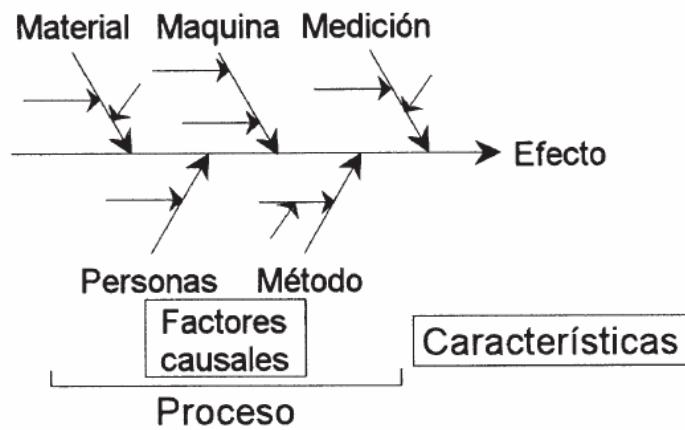 Material Maquina Medición
Efecto
Personas Método
Factores
causales
Características
Proceso